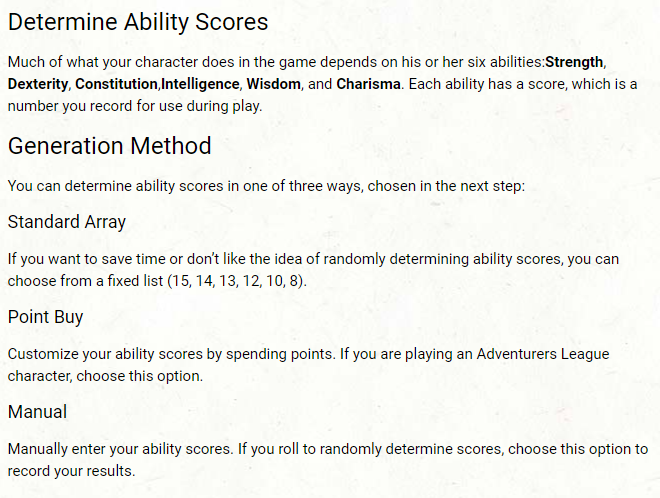 Determine Ability Scores
Much of what your character does in the game depends on his or her six abilities:Strength,
Dexterity, Constitution,Intelligence, Wisdom, and Charisma. Each ability has a score, which is a
number you record for use during play.
Generation Method
You can determine ability scores in one of three ways, chosen in the next step:
Standard Array
If you want to save time or don’t like the idea of randomly determining ability scores, you can
choose from a fixed list (15, 14, 13, 12, 10, 8).
Point Buy
Customize your ability scores by spending points. If you are playing an Adventurers League
character, choose this option.
Manual
Manually enter your ability scores. If you roll to randomly determine scores, choose this option to
record your results.